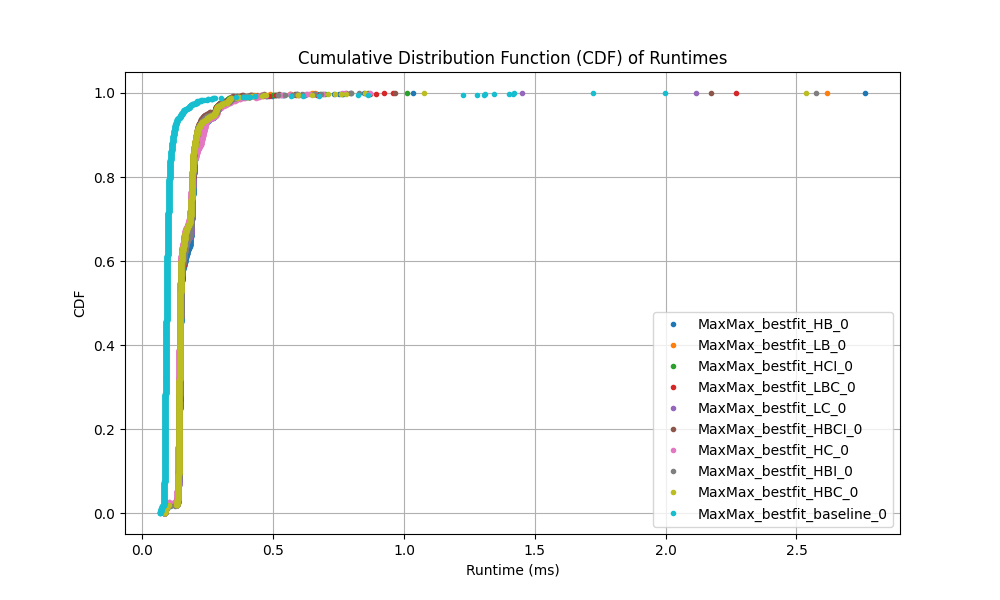 Cumulative Distribution Function (CDF) of Runtimes
CDF
1.0
0.8
0.6
0.4
0.2
0.0
MaxMax_bestfit_HB_0
MaxMax_bestfit_LB_0
MaxMax_bestfit_HCI_0
MaxMax_bestfit_LBC_0
MaxMax_bestfit_LC_0
MaxMax_bestfit_HBCI_0
MaxMax_bestfit_HC_0
MaxMax_bestfit_HBI_0
MaxMax_bestfit_HBC_0
MaxMax_bestfit_baseline_0
0.0 0.5 1.0 1.5 2.0 2.5
Runtime (ms)